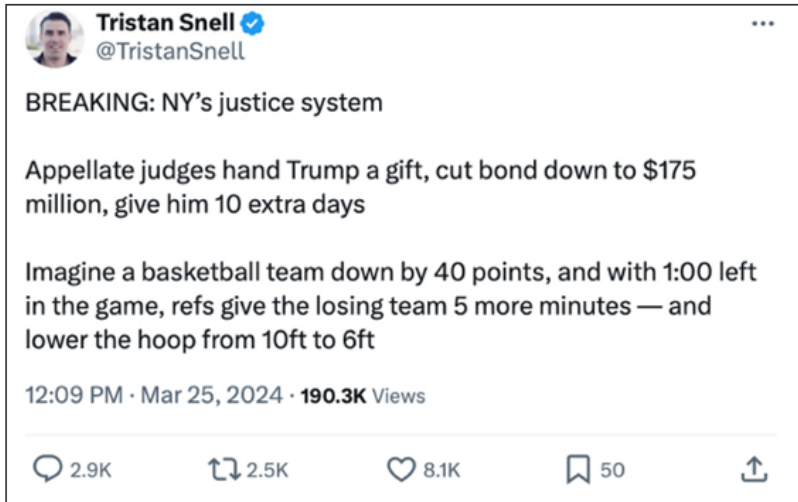 Tristan Snell
@TristanSnell
BREAKING: NY’s justice system
Appellate judges hand Trump a gift, cut bond down to $175
million, give him 10 extra days
Imagine a basketball team down by 40 points, and with 1:00 left
in the game, refs give the losing team 5 more minutes — and
lower the hoop from 10ft to 6ft
12:09 PM · Mar 25, 2024 · 190.3K Views
2.9K 2.5K 8.1K 50